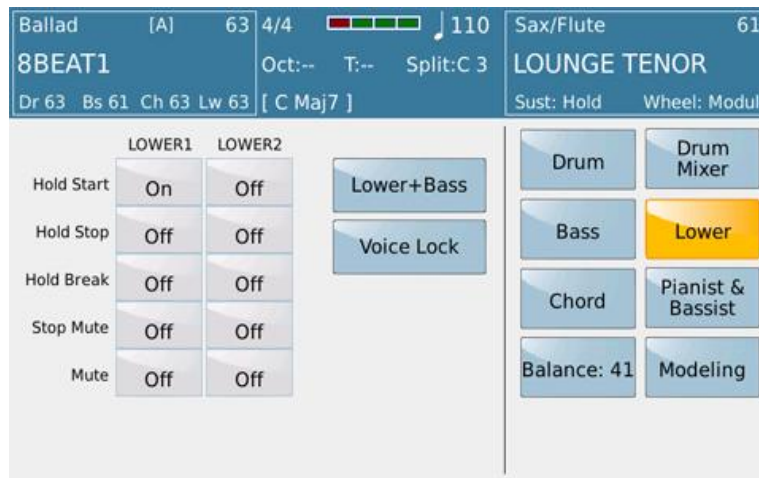 Ballad [A] 63 4/4 110 Sax/Flute 61
8BEAT1 Oct:-- T:-- Split:C 3 LOUNGE TENOR
Dr 63 Bs 61 Ch 63 Lw 63 [ C Maj7 ] Sust: Hold Wheel: Modul
LOWER1 LOWER2
Hold Start On Off
Hold Stop Off Off
Hold Break Off Off
Stop Mute Off Off
Mute Off Off
Lower+Bass
Voice Lock
Drum
Drum
Mixer
Bass
Lower
Chord
Pianist &
Bassist
Balance: 41
Modeling